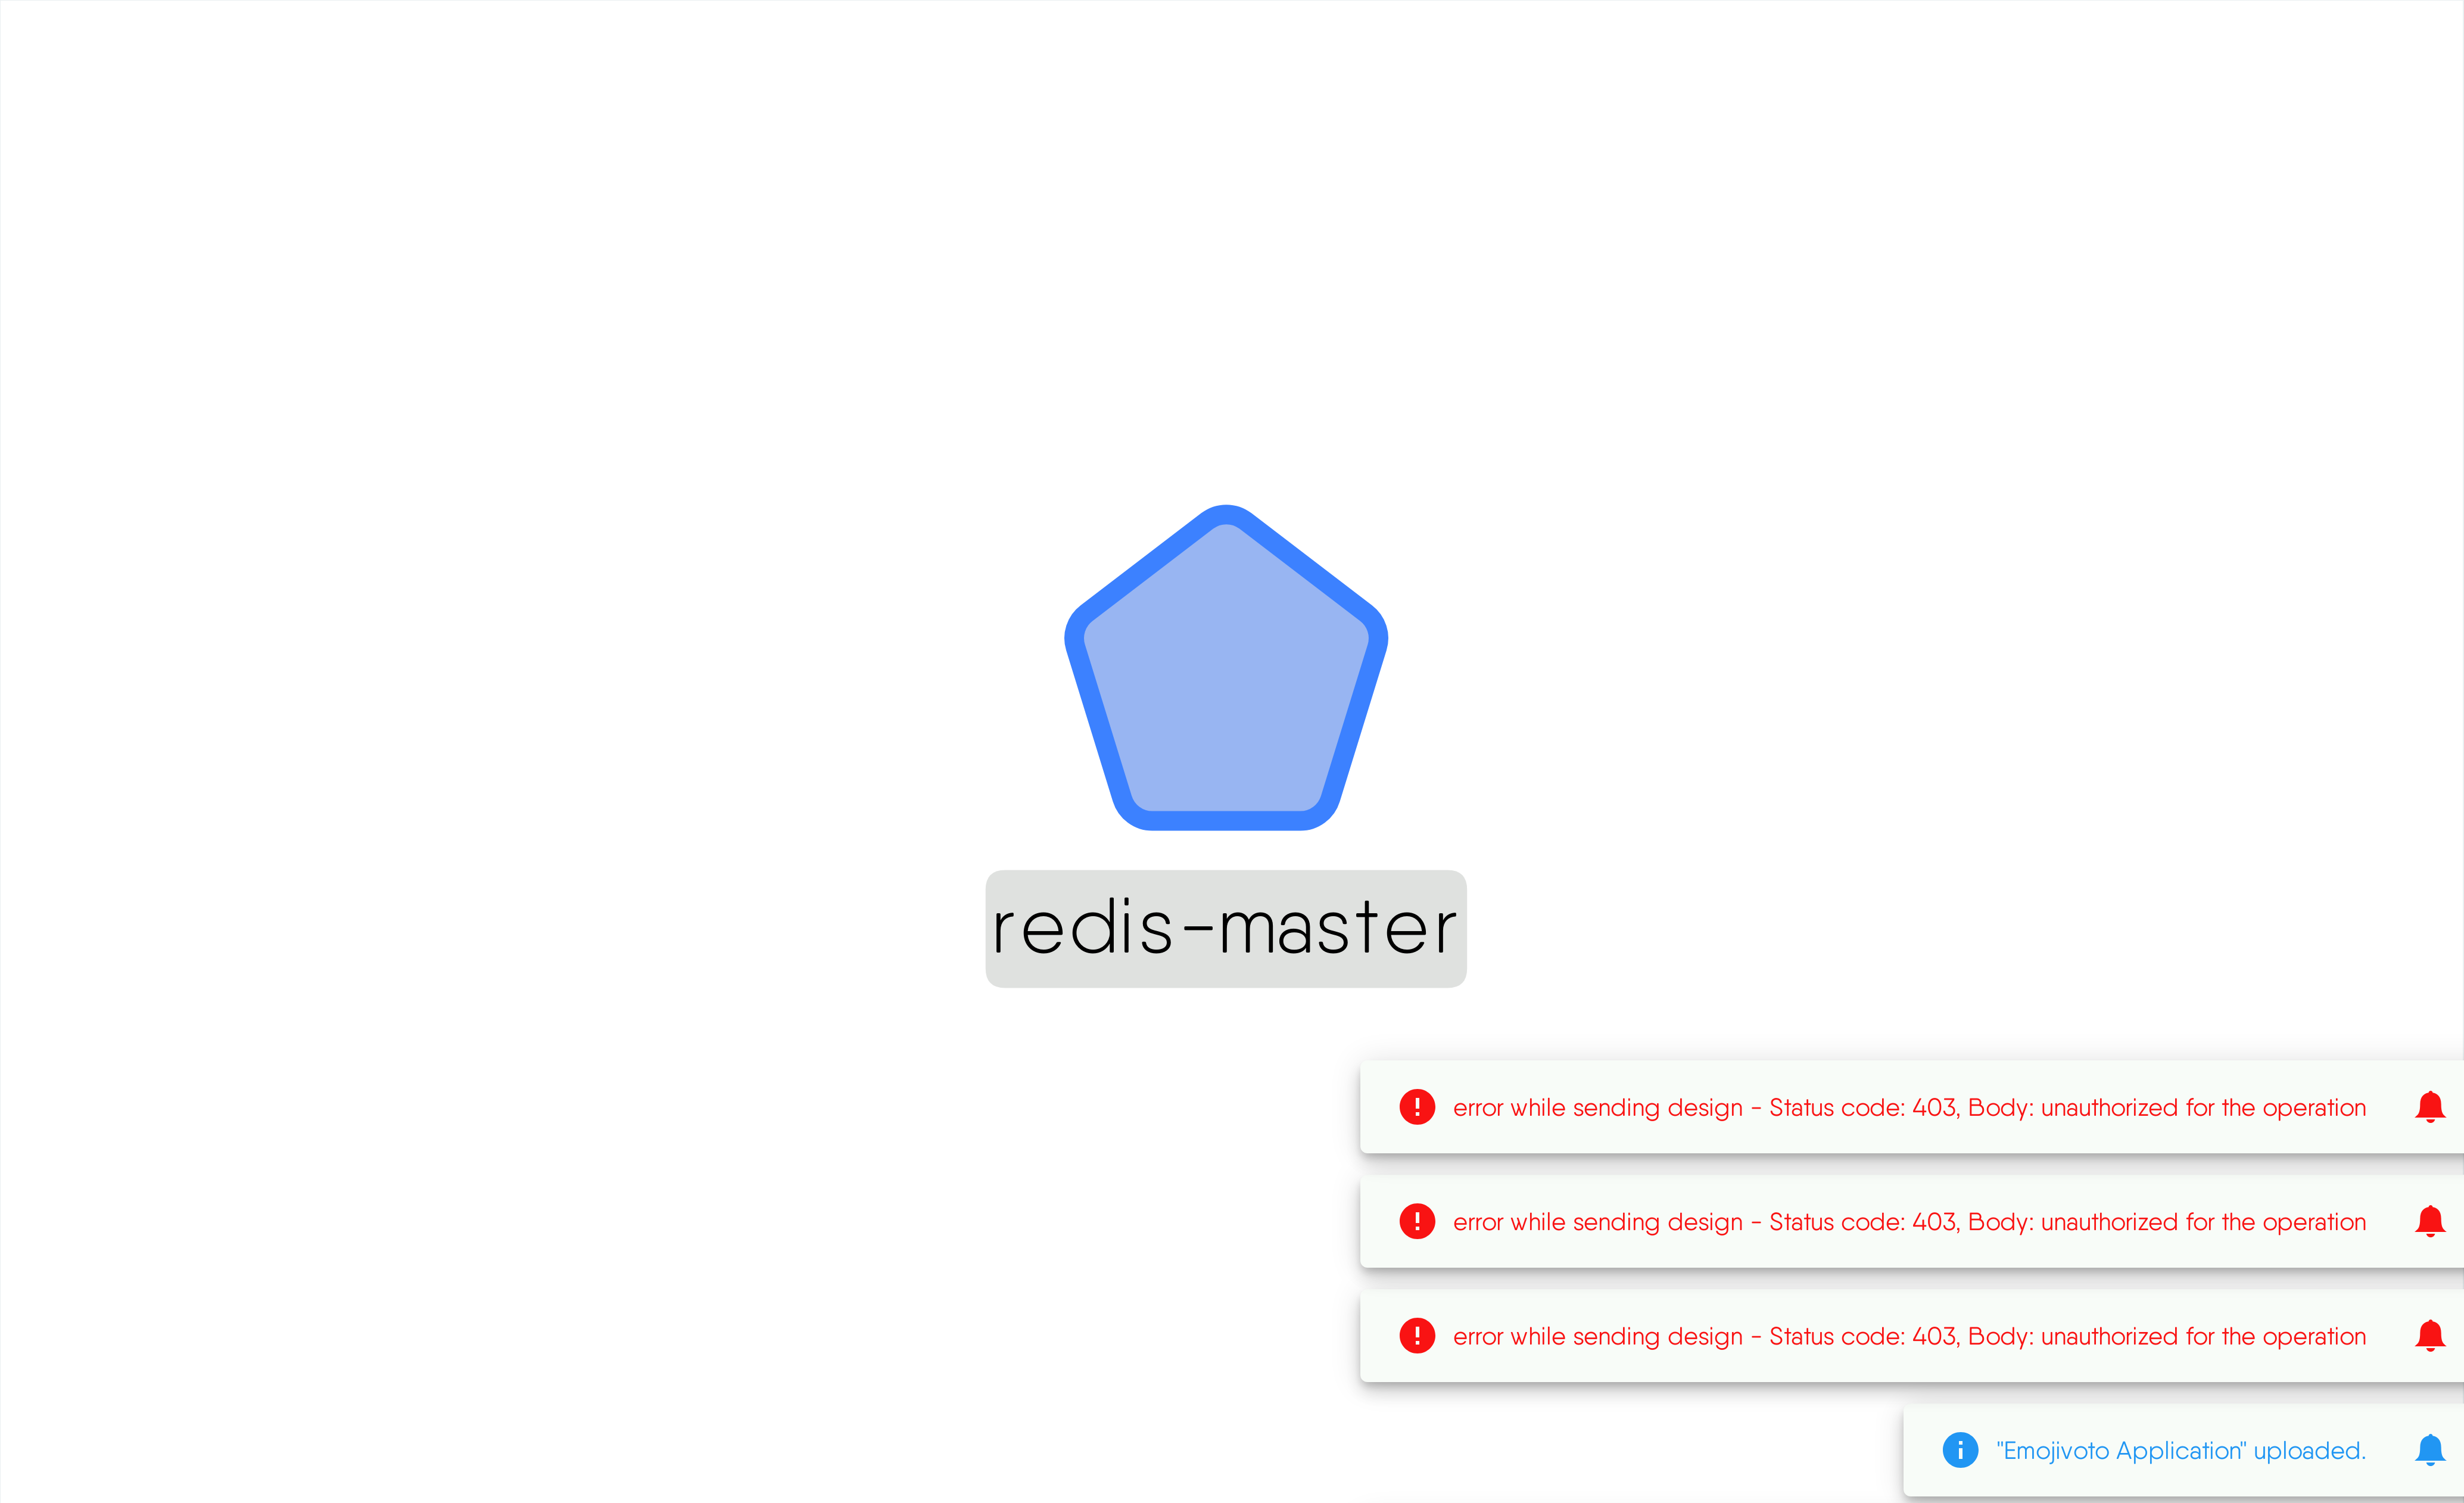 redis-master
error while sending design - Status code: 403, Body: unauthorized for the operation
error while sending design - Status code: 403, Body: unauthorized for the operation
error while sending design - Status code: 403, Body: unauthorized for the operation
"Emojivoto Application" uploaded.